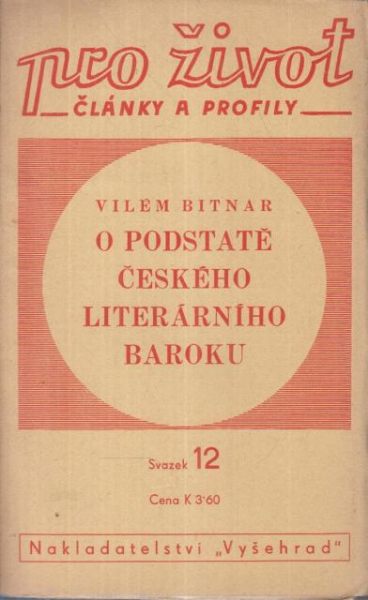 pro život
ČLÁNKY A PROFILY
VILÉM BITNAR
O PODSTATĚ
ČESKÉHO
LITERÁRNÍHO
BAROKU
Svazek 12
Cena K 3·60
Nakladatelství „Vyšehrad"